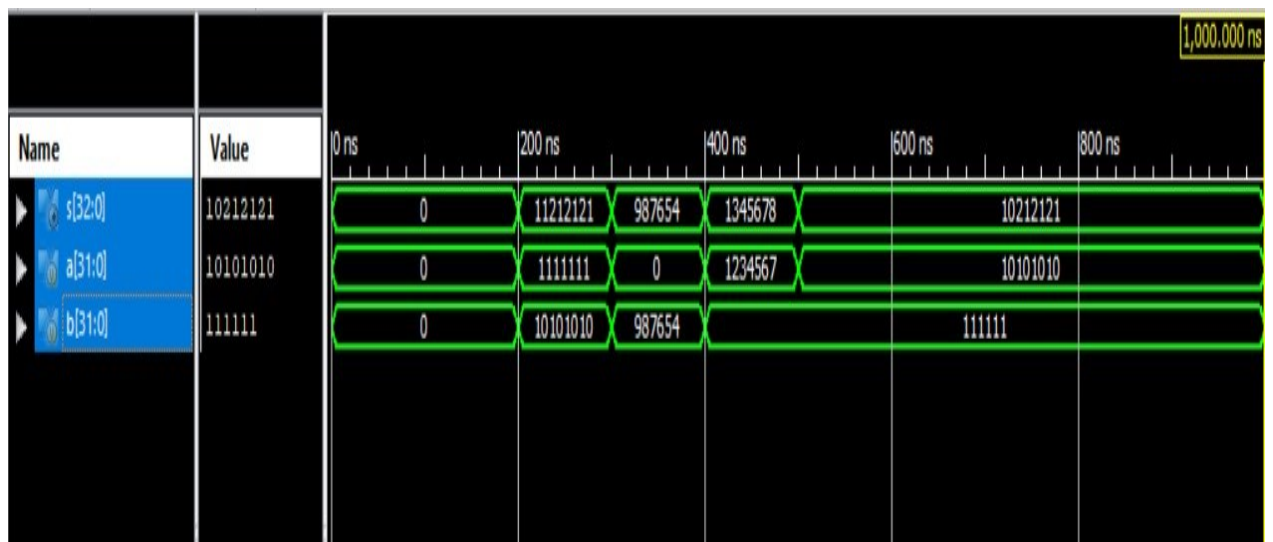 1,000.000 ns
Name Value 0 ns 200 ns 400 ns 600 ns 800 ns
s[32:0] 10212121 0 11212121 987654 1345678 10212121
a[31:0] 10101010 0 1111111 0 1234567 10101010
b[31:0] 111111 0 10101010 987654 111111